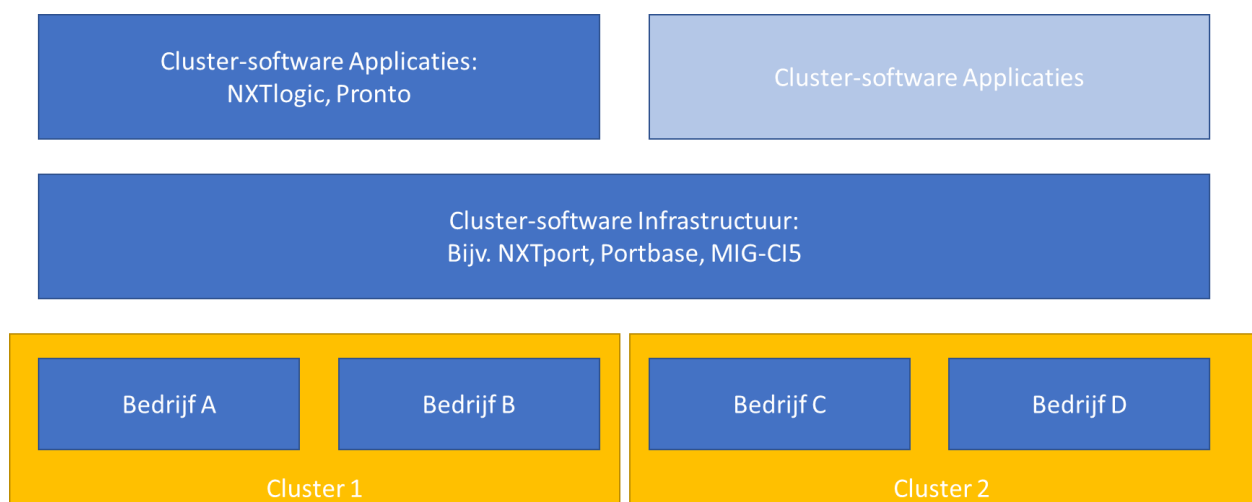 Cluster-software Applicaties:
NXTlogic, Pronto
Cluster-software Applicaties
Cluster-software Infrastructuur:
Bijv. NXTport, Portbase, MIG-CI5
Bedrijf A
Bedrijf B
Bedrijf C
Bedrijf D
Cluster 1
Cluster 2